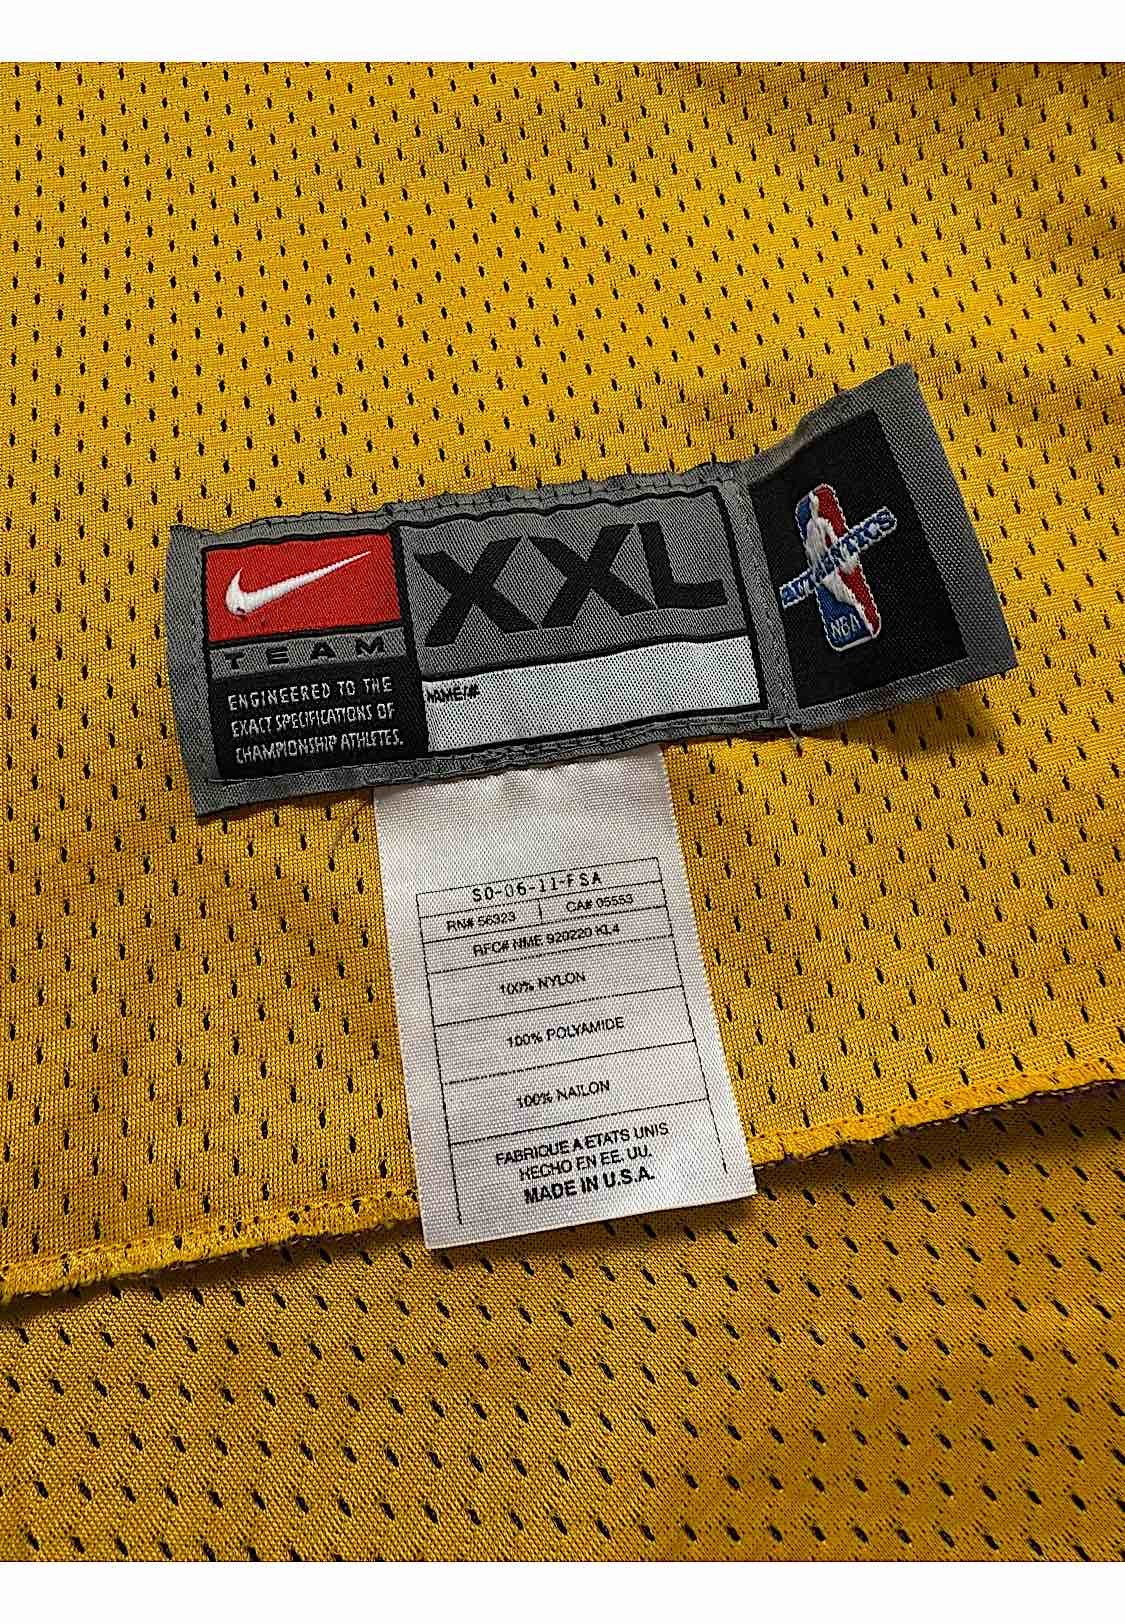 TEAM
ENGINEERED TO THE
EXACT SPECIFICATIONS OF
CHAMPIONSHIP ATHLETES.
XXL
NAME/#
AUTHENTICS
NBA
SO-06-11-FSA
RN# 56323 CA# 05553
RFC# NME 920220 KL4
100% NYLON
100% POLYAMIDE
100% NAILON
FABRIQUE A ETATS UNIS
HECHO EN EE. UU.
MADE IN U.S.A.